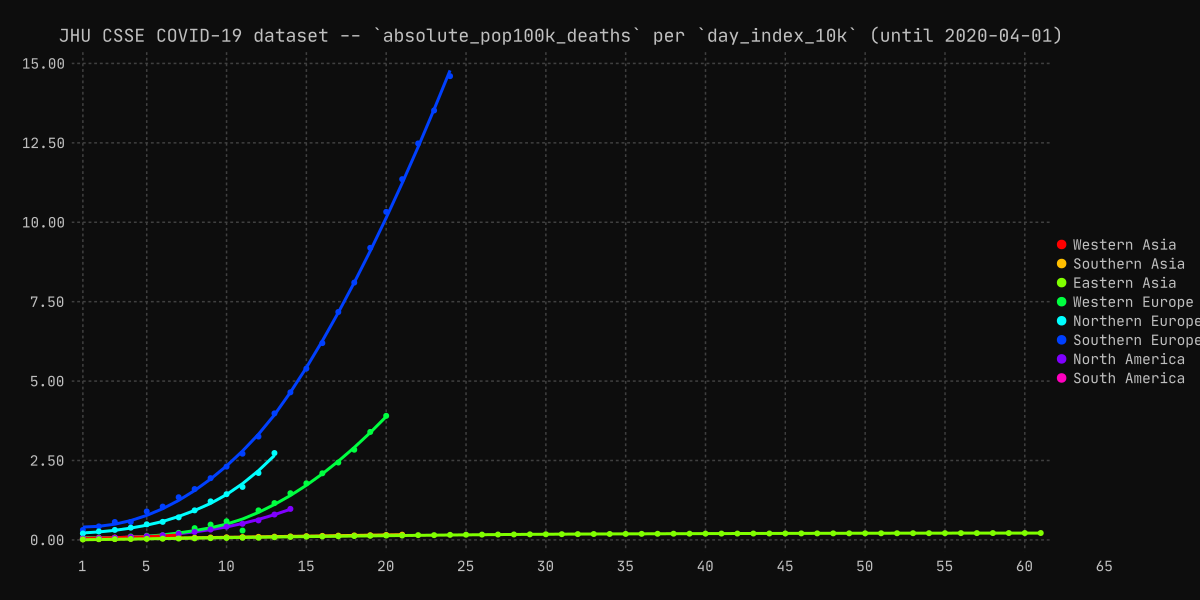 JHU CSSE COVID-19 dataset -- `absolute_pop100k_deaths` per `day_index_10k` (until 2020-04-01)
15.00
12.50
10.00
7.50
5.00
2.50
0.00
1 5 10 15 20 25 30 35 40 45 50 55 60 65
Western Asia
Southern Asia
Eastern Asia
Western Europe
Northern Europe
Southern Europe
North America
South America